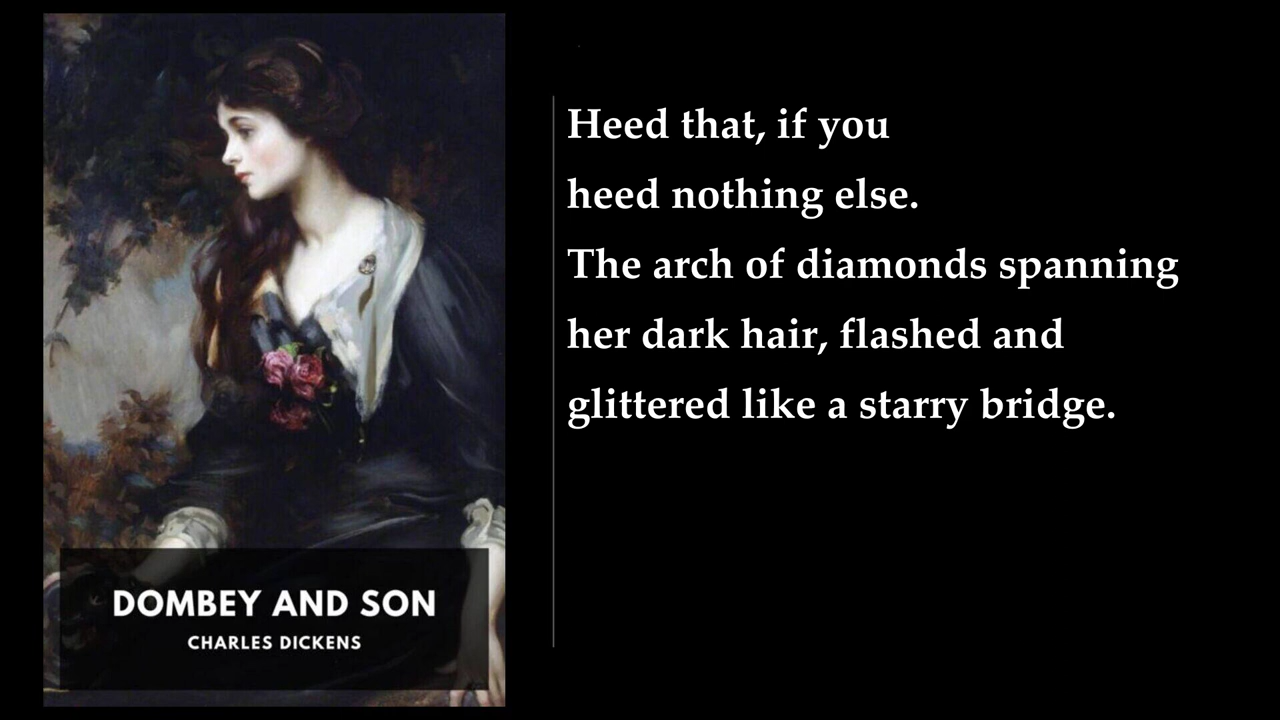 DOMBEY AND SON
CHARLES DICKENS
Heed that, if you
heed nothing else.
The arch of diamonds spanning
her dark hair, flashed and
glittered like a starry bridge.